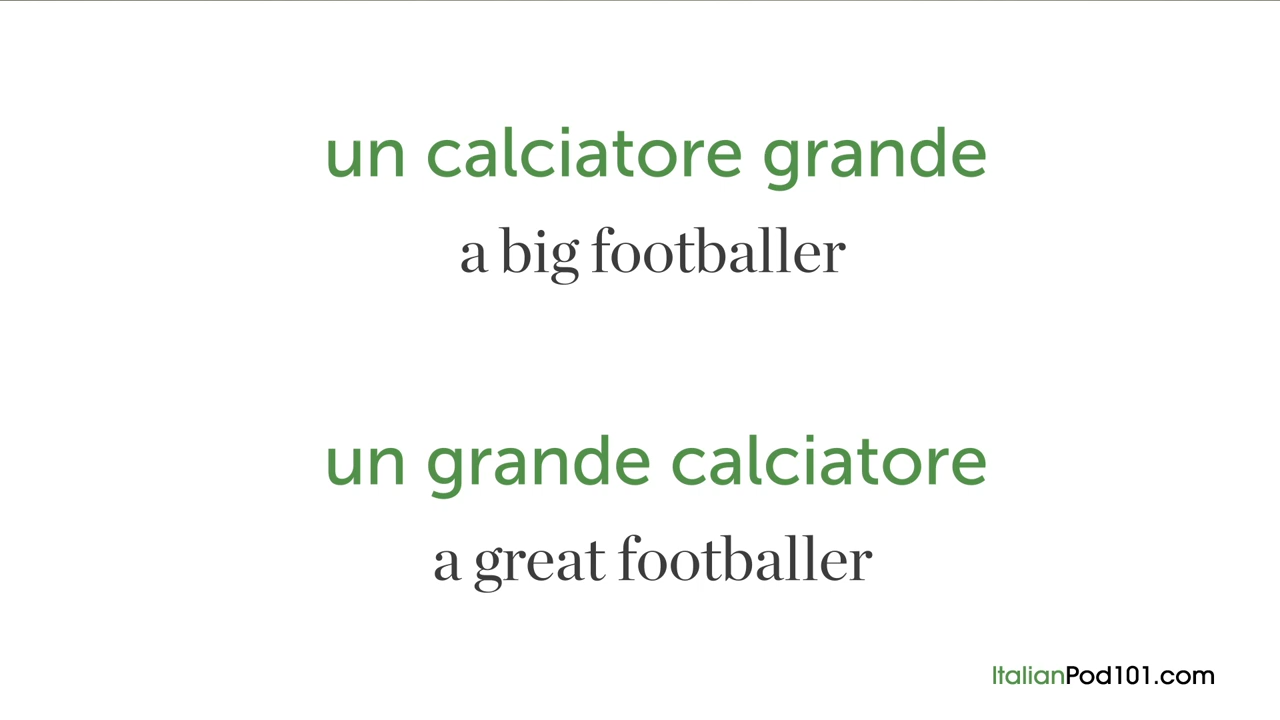 un calciatore grande
a big footballer
un grande calciatore
a great footballer
ItalianPod101.com